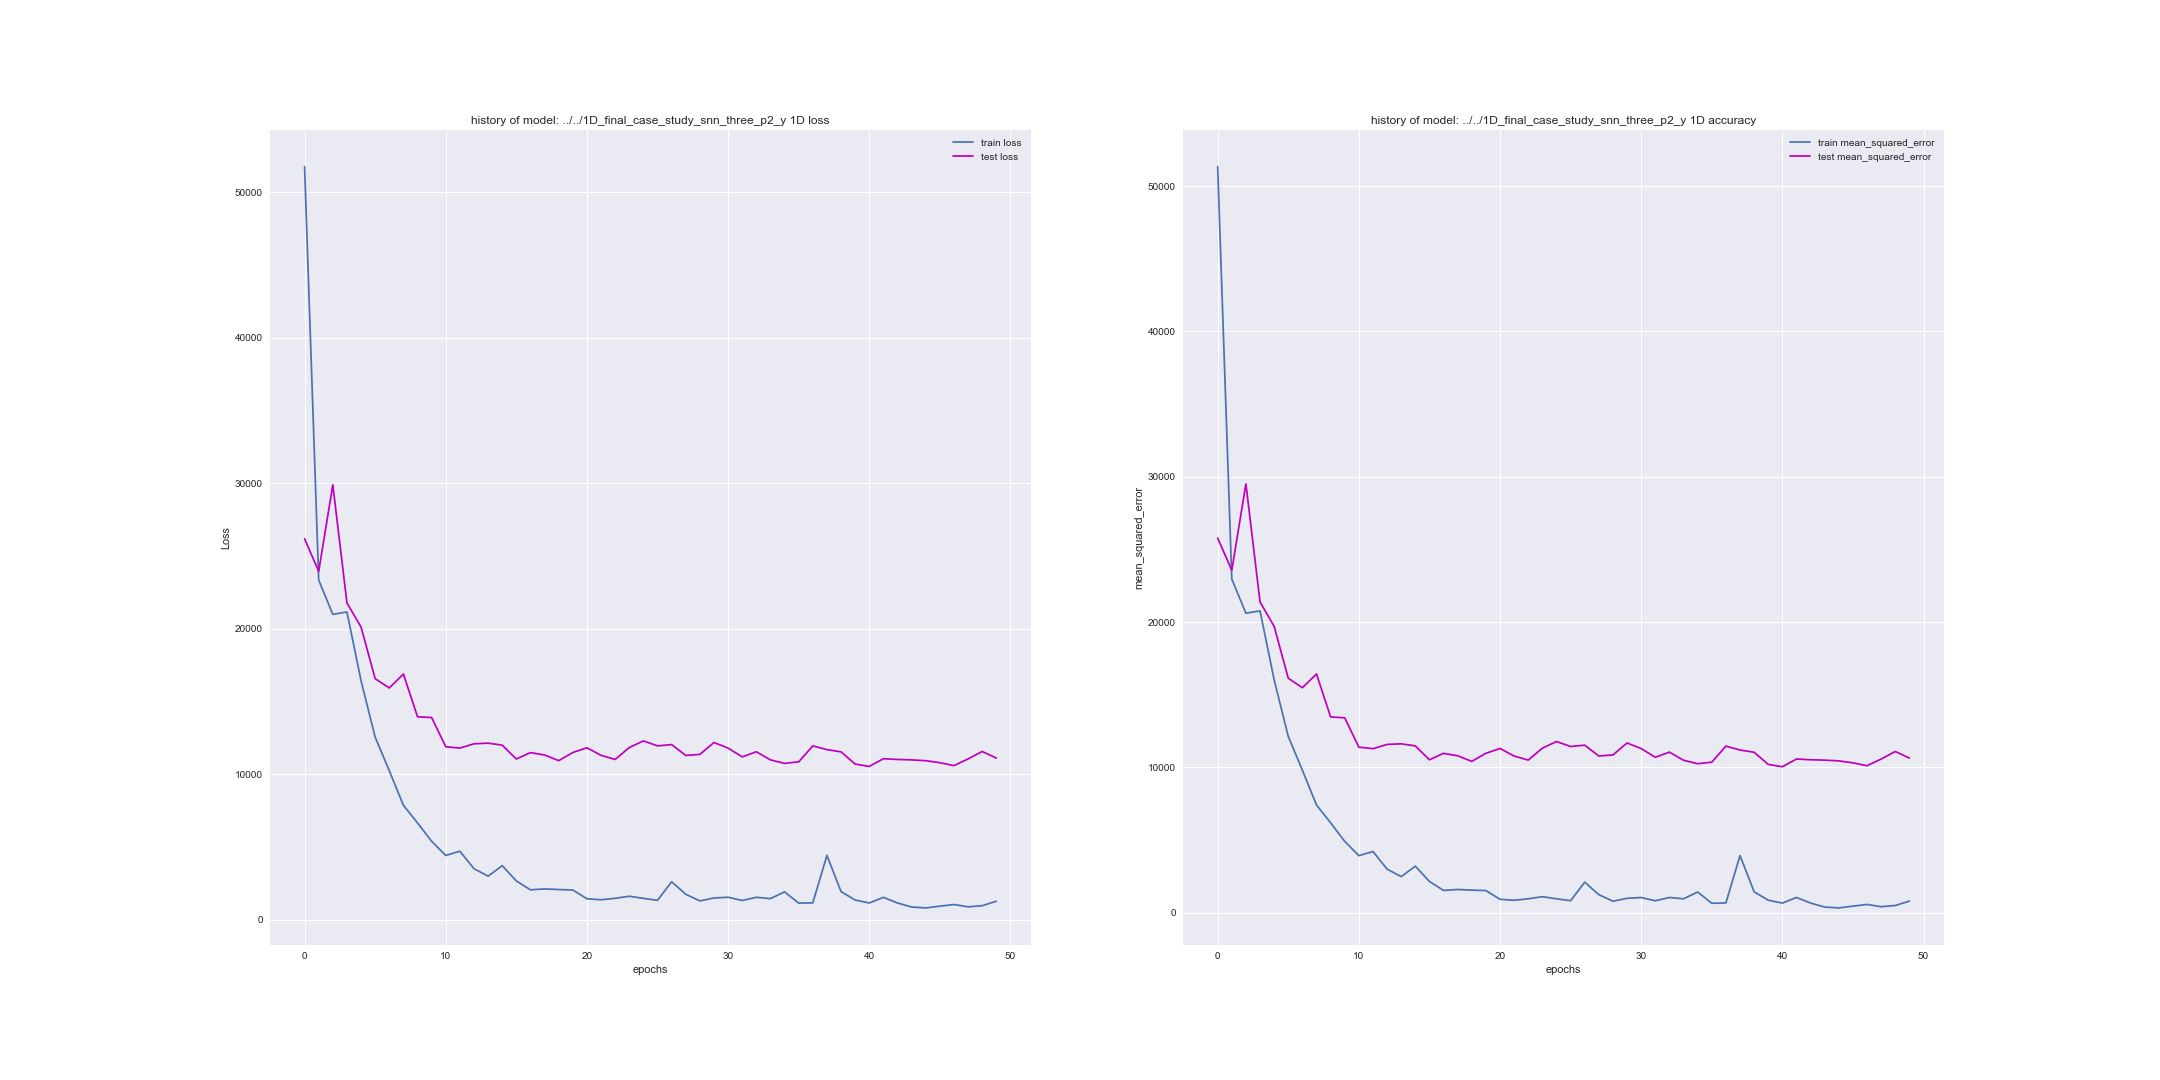 history of model: ../../1D_final_case_study_snn_three_p2_y 1D loss
train loss
test loss
50000
40000
30000
20000
10000
0
Loss
0 10 20 30 40 50
epochs
history of model: ../../1D_final_case_study_snn_three_p2_y 1D accuracy
train mean_squared_error
test mean_squared_error
50000
40000
30000
20000
10000
0
mean_squared_error
0 10 20 30 40 50
epochs